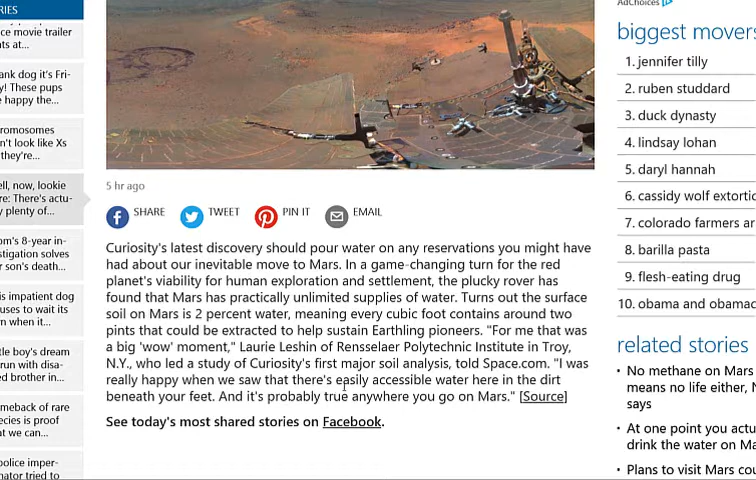 RIES
ce movie trailer
ts at...
ank dog it's Fri-
y! These pups
e happy the...
romosomes
n't look like Xs
they're...
ell, now, lookie
re: There's actu-
y plenty of...
om's 8-year in-
stigation solves
r son's death...
is impatient dog
uses to wait its
rn when it...
tle boy's dream
run with disa-
ed brother in...
meback of rare
ecies is proof
at we can...
police imper-
nator tried to
5 hr ago
SHARE TWEET PIN IT EMAIL
Curiosity's latest discovery should pour water on any reservations you might have
had about our inevitable move to Mars. In a game-changing turn for the red
planet's viability for human exploration and settlement, the plucky rover has
found that Mars has practically unlimited supplies of water. Turns out the surface
soil on Mars is 2 percent water, meaning every cubic foot contains around two
pints that could be extracted to help sustain Earthling pioneers. "For me that was
a big 'wow' moment," Laurie Leshin of Rensselaer Polytechnic Institute in Troy,
N.Y., who led a study of Curiosity's first major soil analysis, told Space.com. "I was
really happy when we saw that there's easily accessible water here in the dirt
beneath your feet. And it's probably true anywhere you go on Mars." [Source]
See today's most shared stories on Facebook.
AdChoices
biggest movers
1. jennifer tilly
2. ruben studdard
3. duck dynasty
4. lindsay lohan
5. daryl hannah
6. cassidy wolf extortic
7. colorado farmers ar
8. barilla pasta
9. flesh-eating drug
10. obama and obamac
related stories
• No methane on Mars
means no life either, N
says
• At one point you actu
drink the water on Ma
• Plans to visit Mars cou